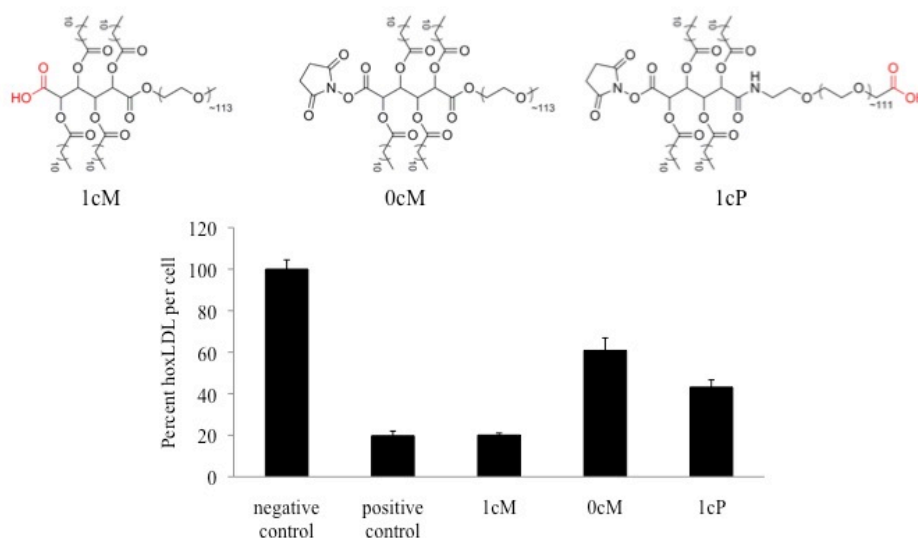 10 10 10 10 10 10
O O O O O O
O O O O O O O O
HO O O N O O O N O O H N O O O OH
O O O O O O
~113 ~113 ~111
O O O O O O
O O O O O O
10 10 10 10 10 10
1cM 0cM 1cP
Percent hoxLDL per cell
120
100
80
60
40
20
0
negative control
positive control
1cM
0cM
1cP